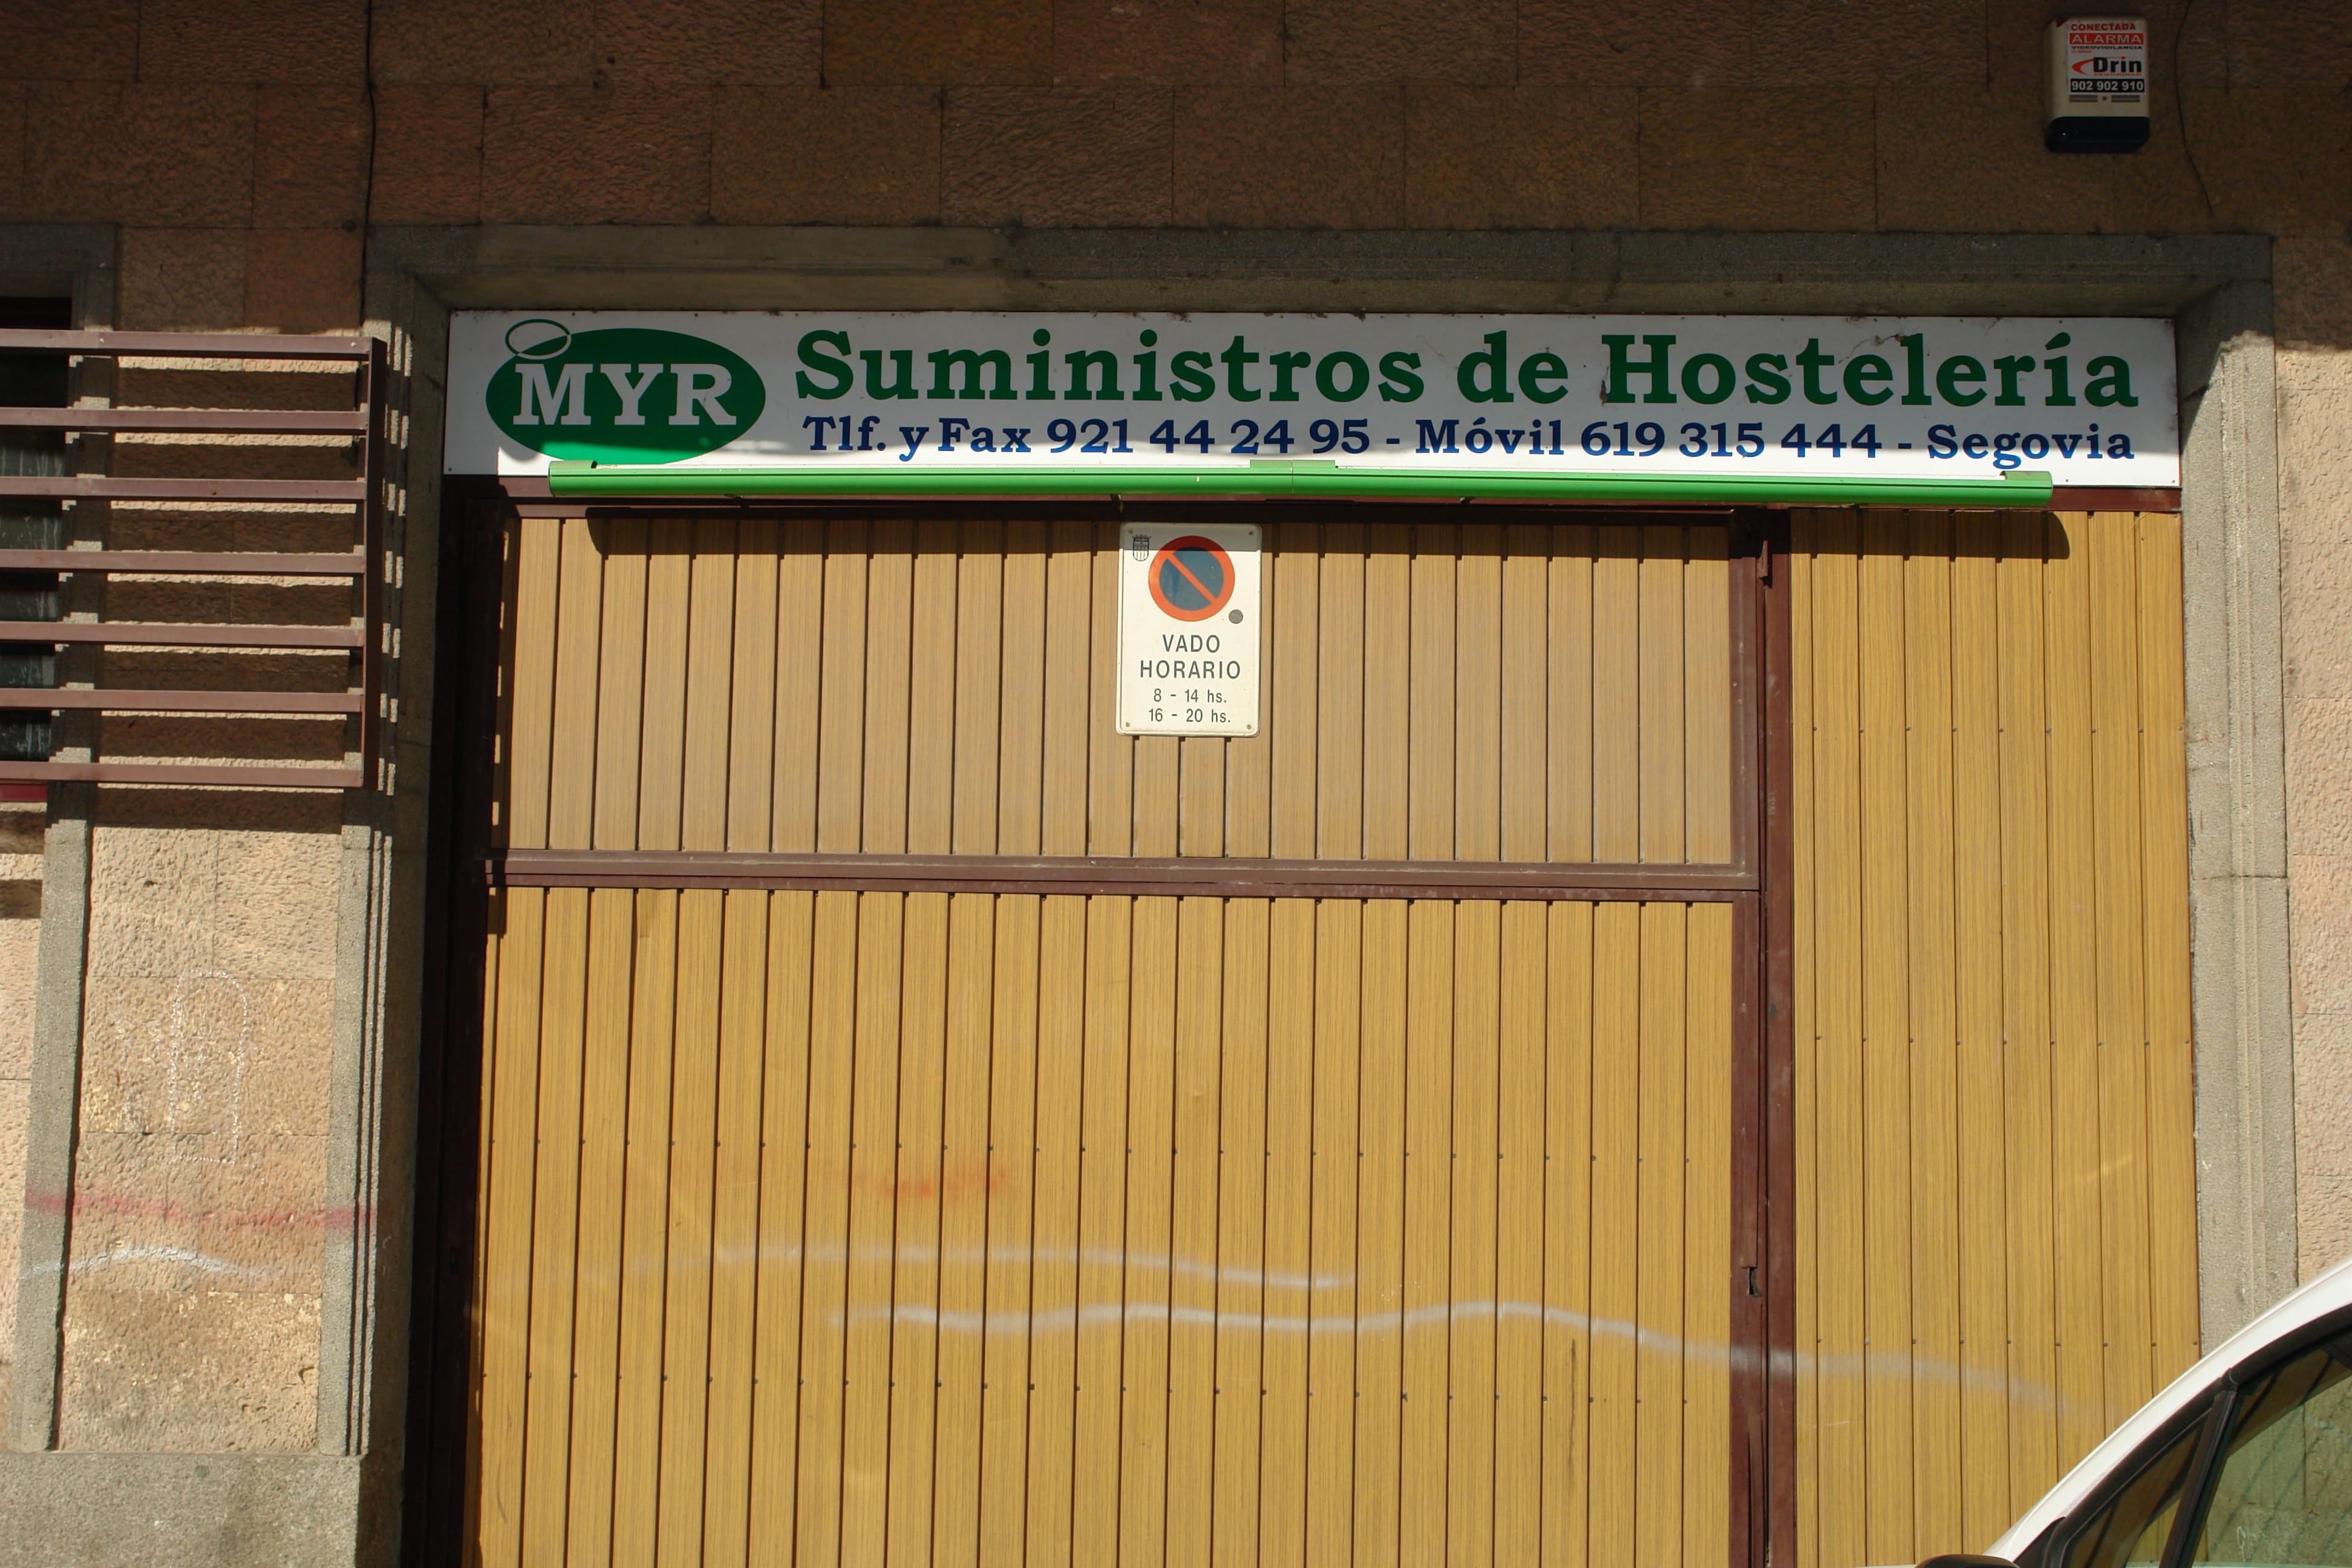 CONECTADA
ALARMA
VIDEOVIGILANCIA
Drin
902 902 910
MYR
Suministros de Hostelería
Tlf. y Fax 921 44 24 95 - Móvil 619 315 444 - Segovia
VADO
HORARIO
8 - 14 hs.
16 - 20 hs.